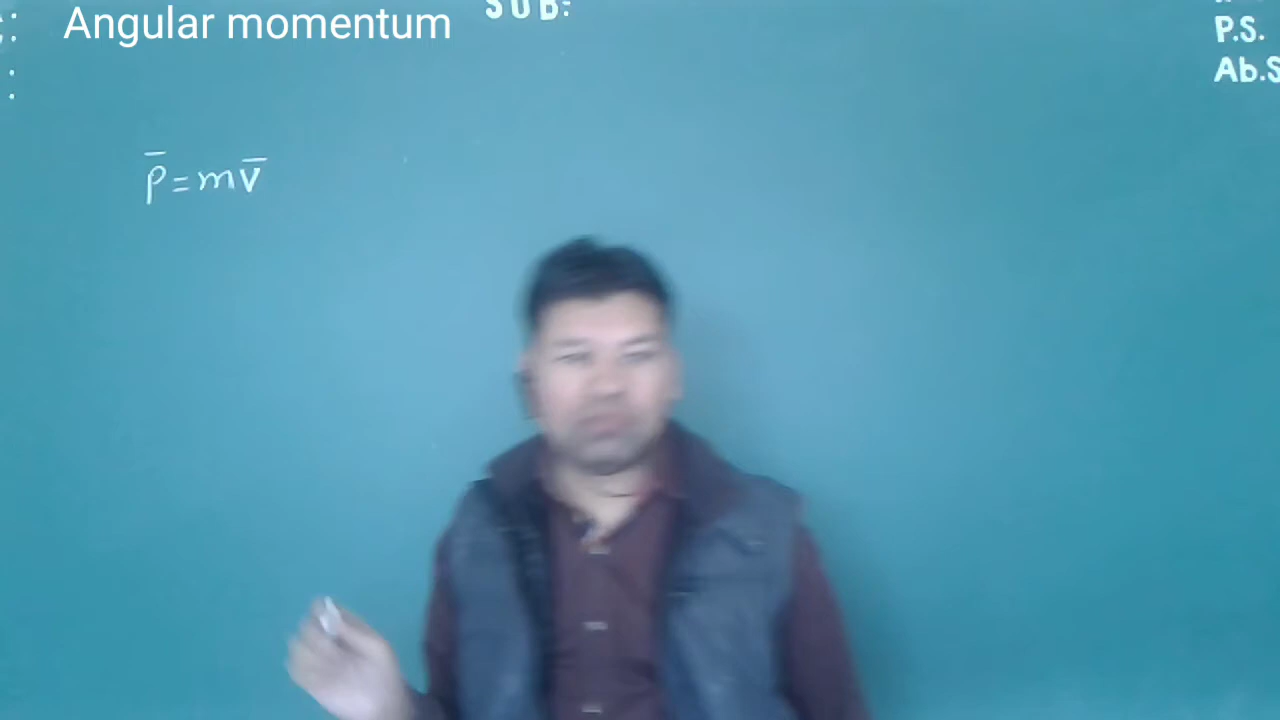 Angular momentum
SUB:
P.S.
Ab.S
p̅ = mv̅